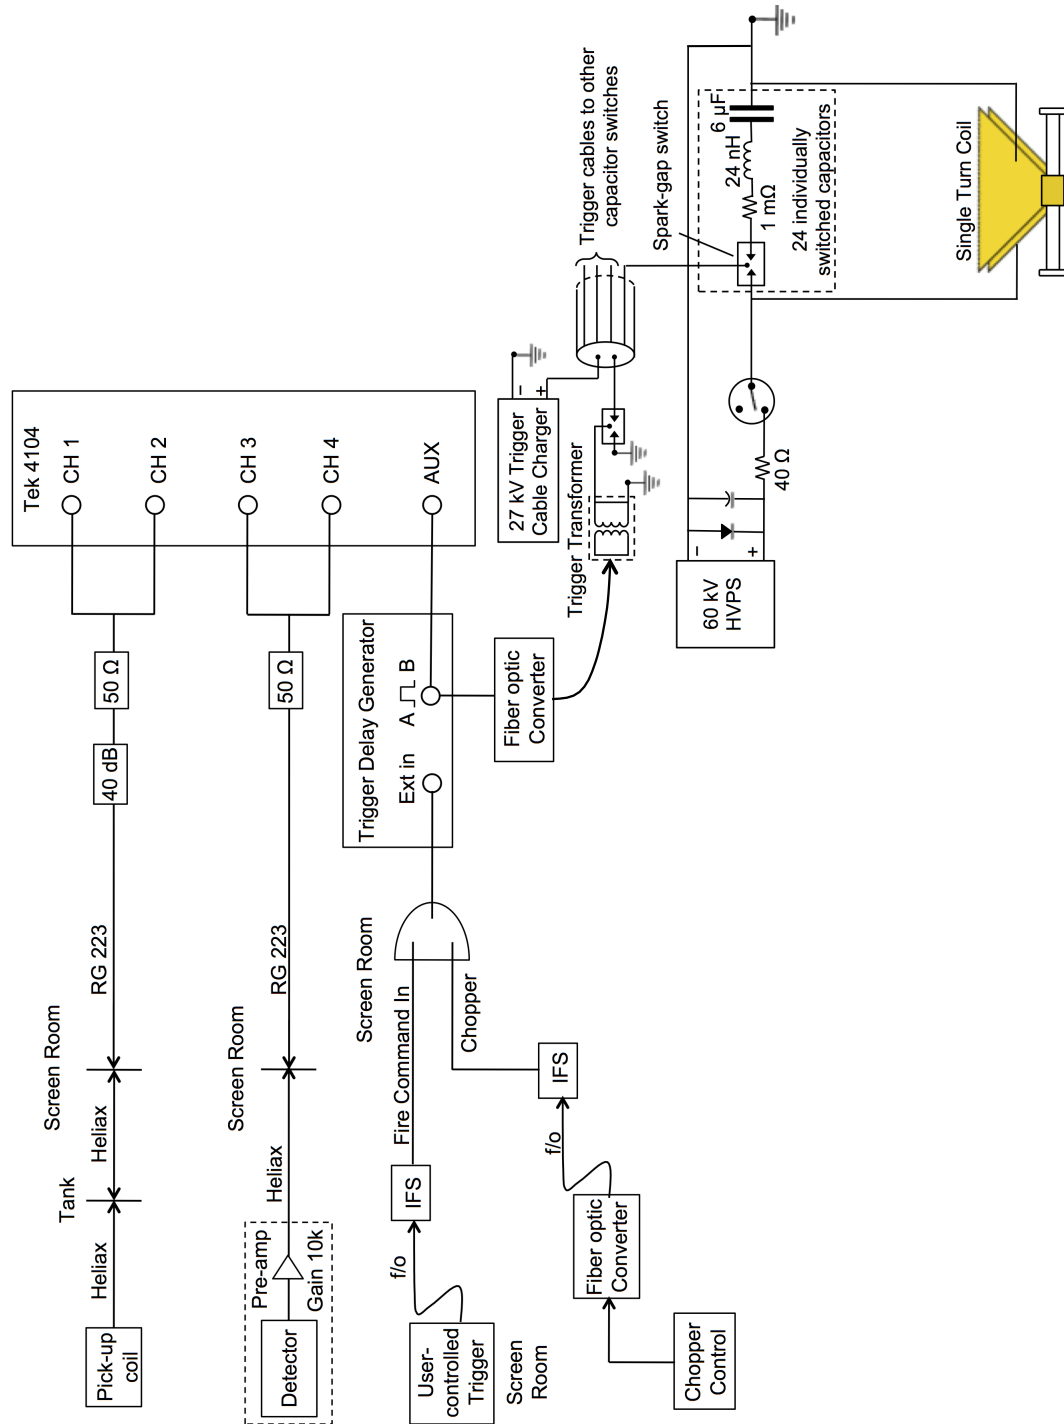 Tek 4104
CH 1
CH 2
CH 3
CH 4
AUX
50 Ω
40 dB
RG 223
Screen Room
Heliax
Tank
Heliax
Pick-up
coil
50 Ω
RG 223
Screen Room
Heliax
Pre-amp
Gain 10k
Detector
Trigger Delay Generator
Ext in
A
B
Screen Room
Fire Command In
Chopper
IFS
f/o
User-
controlled
Trigger
Screen
Room
IFS
f/o
Fiber optic
Converter
Chopper
Control
Fiber optic
Converter
Trigger Transformer
27 kV Trigger
Cable Charger
−
+
Trigger cables to other
capacitor switches
Spark-gap switch
6 µF
24 nH
1 mΩ
24 individually
switched capacitors
40 Ω
60 kV
HVPS
−
+
Single Turn Coil